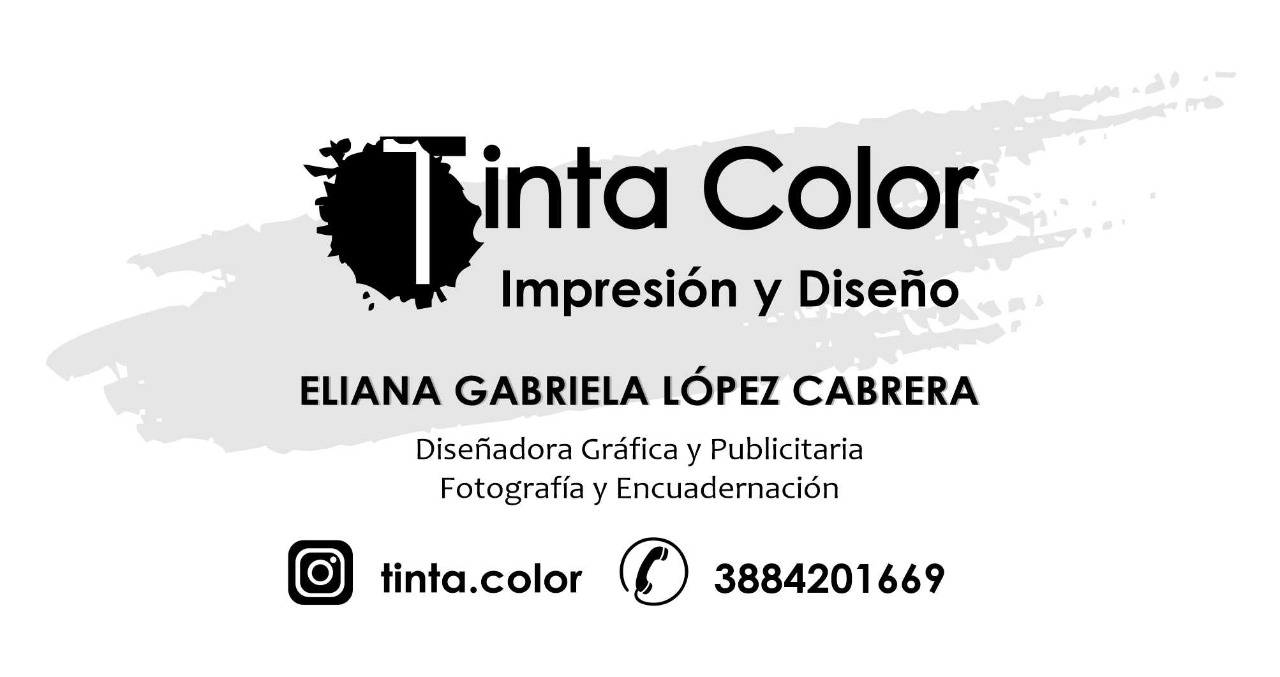 Tinta Color
Impresión y Diseño
ELIANA GABRIELA LÓPEZ CABRERA
Diseñadora Gráfica y Publicitaria
Fotografía y Encuadernación
tinta.color 3884201669